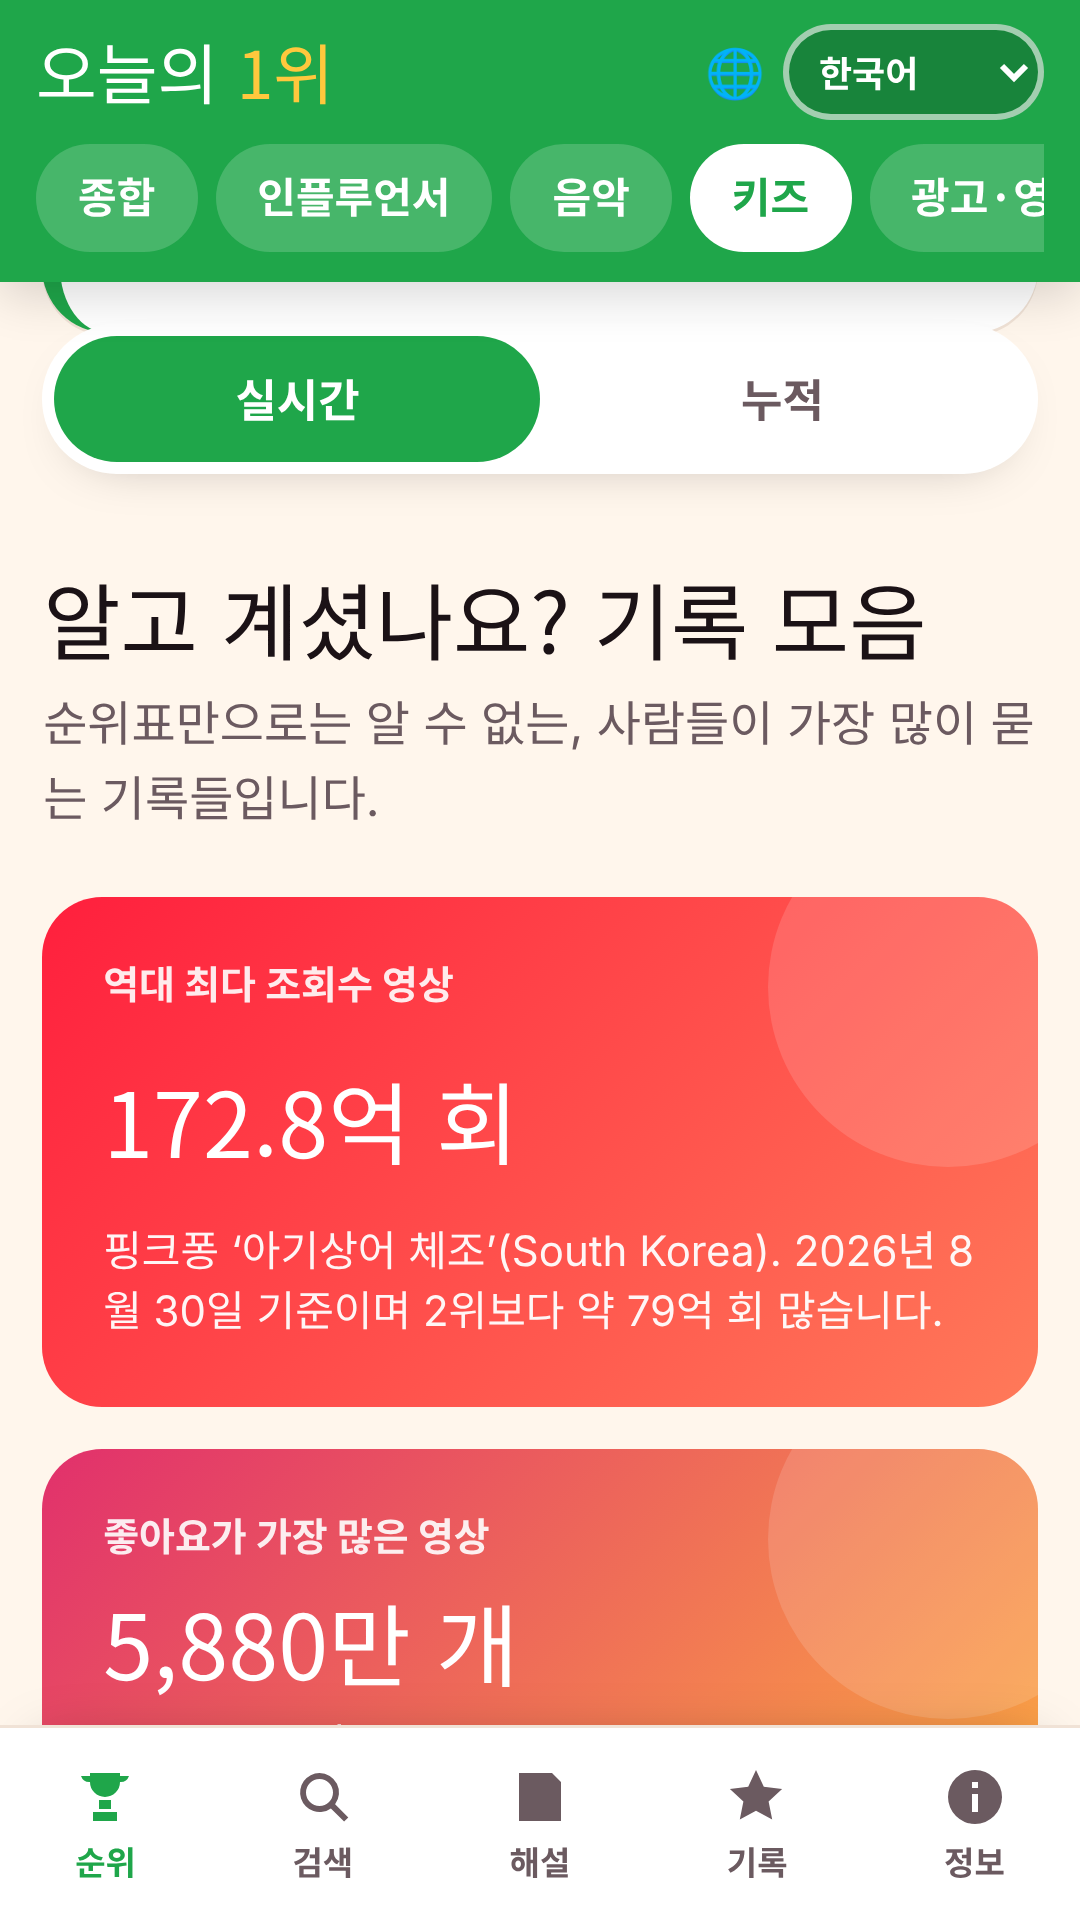 오늘의 1위
한국어
종합 인플루언서 음악 키즈 광고·영
실시간 누적
알고 계셨나요? 기록 모음
순위표만으로는 알 수 없는, 사람들이 가장 많이 묻
는 기록들입니다.
역대 최다 조회수 영상
172.8억 회
핑크퐁 ‘아기상어 체조’(South Korea). 2026년 8
월 30일 기준이며 2위보다 약 79억 회 많습니다.
좋아요가 가장 많은 영상
5,880만 개
순위 검색 해설 기록 정보